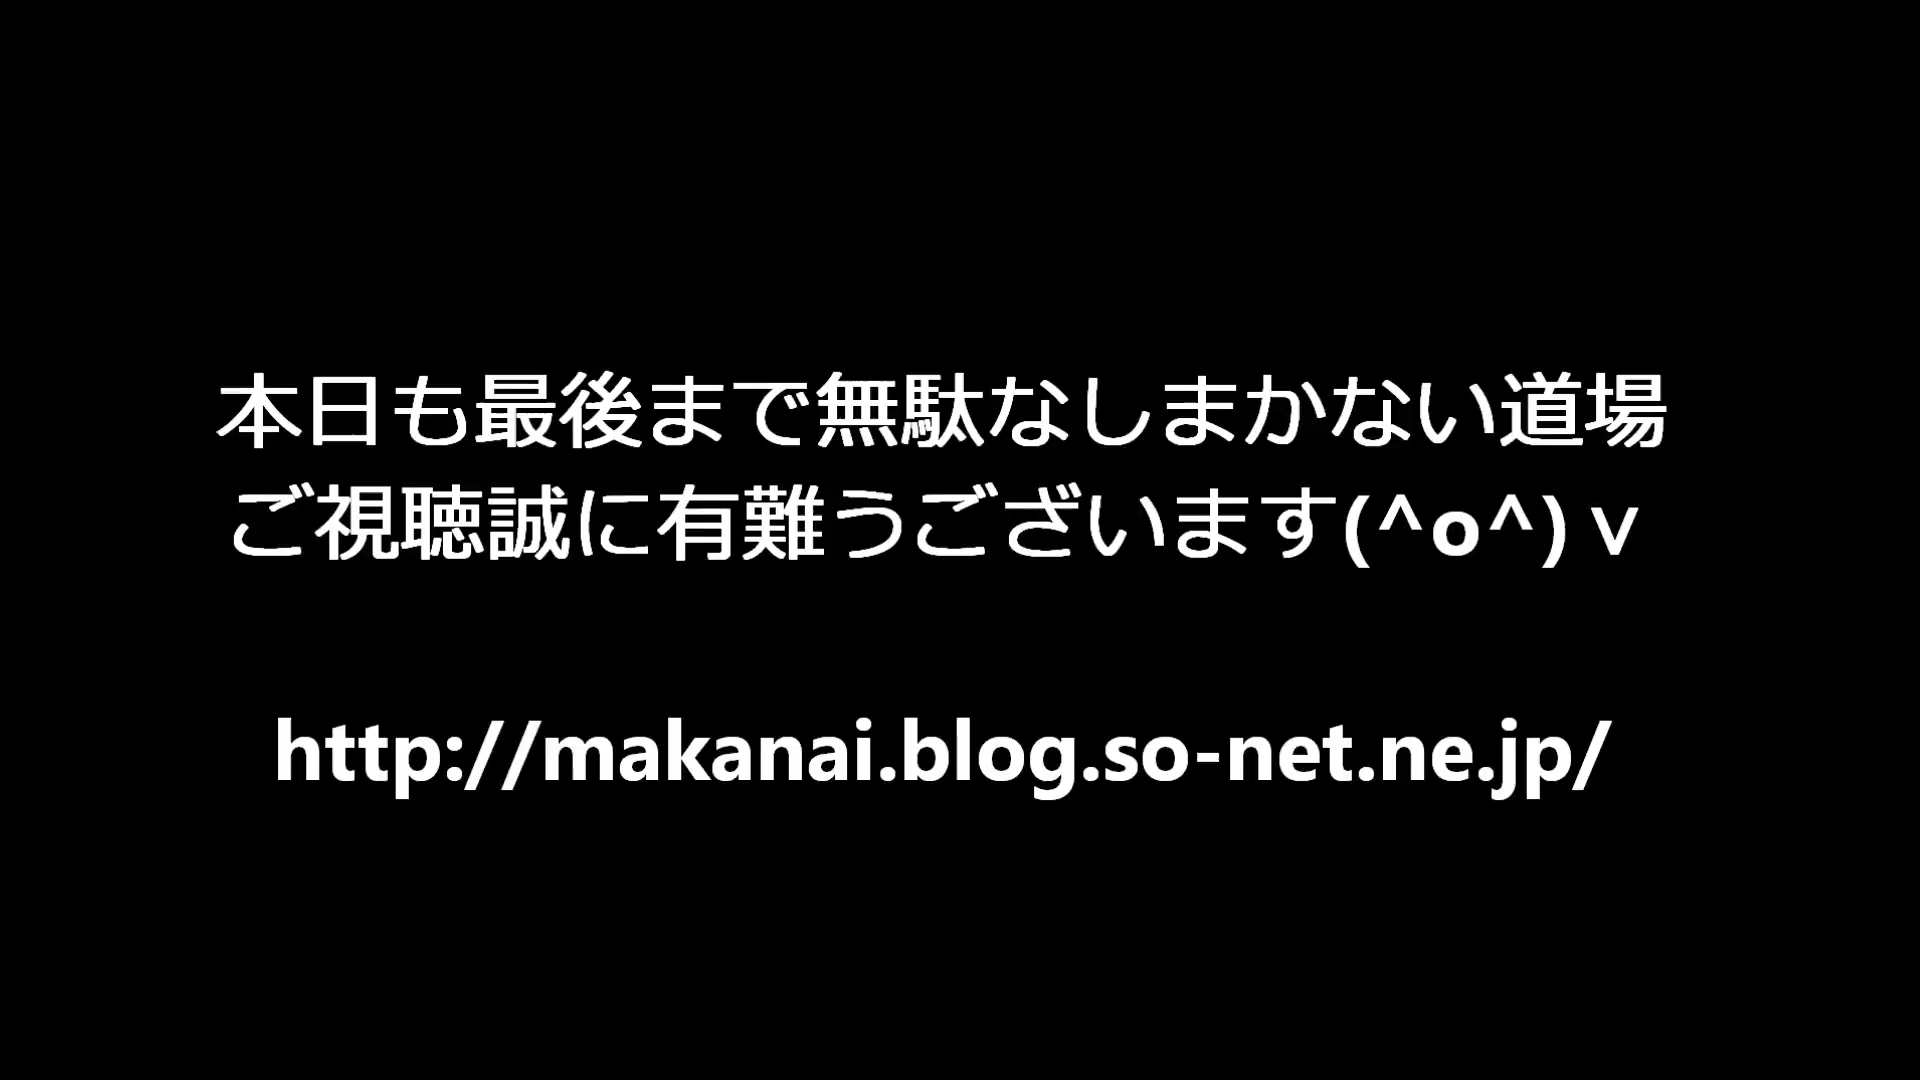 本日も最後まで無駄なしまかない道場
ご視聴誠に有難うございます(^o^)ｖ
http://makanai.blog.so-net.ne.jp/